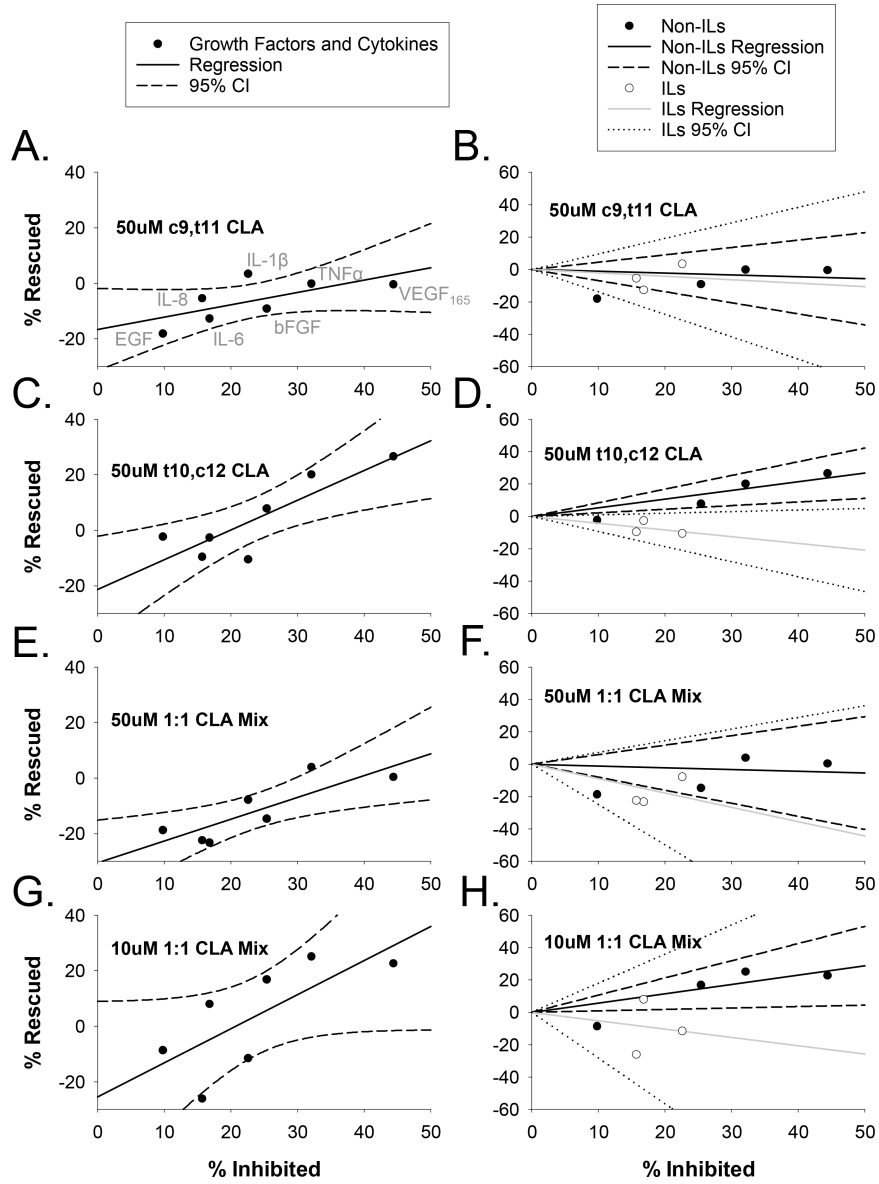 Growth Factors and Cytokines
Regression
95% CI
Non-ILs
Non-ILs Regression
Non-ILs 95% CI
ILs
ILs Regression
ILs 95% CI
A.
% Rescued
40
20
0
-20
50uM c9,t11 CLA
IL-1β
TNFα
IL-8
VEGF165
EGF
IL-6
bFGF
0 10 20 30 40 50
B.
60
40
20
0
-20
-40
-60
50uM c9,t11 CLA
0 10 20 30 40 50
C.
% Rescued
40
20
0
-20
50uM t10,c12 CLA
0 10 20 30 40 50
D.
60
40
20
0
-20
-40
-60
50uM t10,c12 CLA
0 10 20 30 40 50
E.
% Rescued
40
20
0
-20
50uM 1:1 CLA Mix
0 10 20 30 40 50
F.
60
40
20
0
-20
-40
-60
50uM 1:1 CLA Mix
0 10 20 30 40 50
G.
% Rescued
40
20
0
-20
10uM 1:1 CLA Mix
0 10 20 30 40 50
% Inhibited
H.
60
40
20
0
-20
-40
-60
10uM 1:1 CLA Mix
0 10 20 30 40 50
% Inhibited